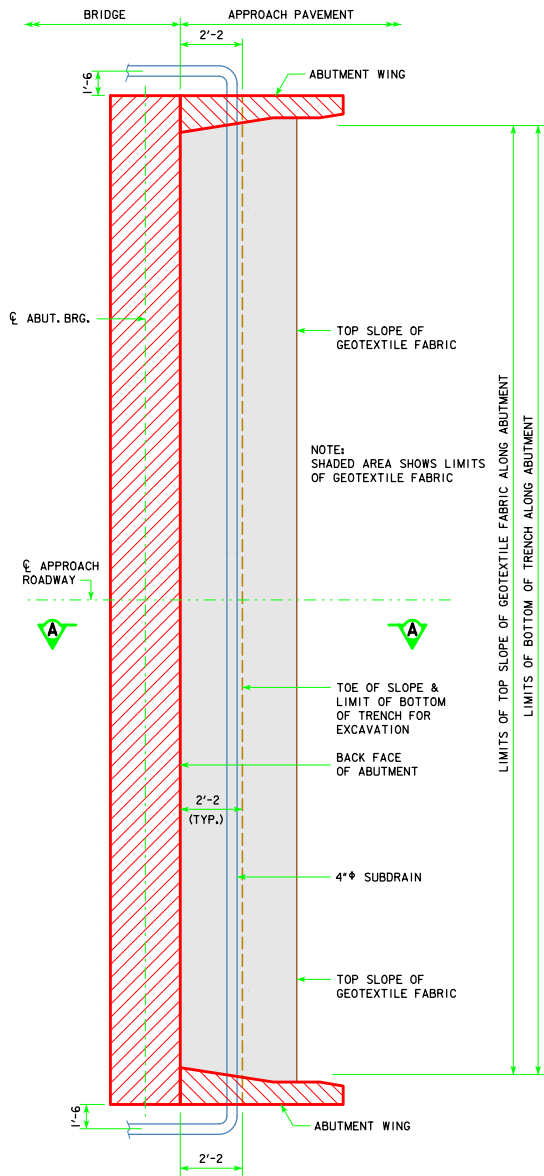 BRIDGE
APPROACH PAVEMENT
2'-2
1'-6
ABUTMENT WING
℄ ABUT. BRG.
TOP SLOPE OF
GEOTEXTILE FABRIC
NOTE:
SHADED AREA SHOWS LIMITS
OF GEOTEXTILE FABRIC
LIMITS OF TOP SLOPE OF GEOTEXTILE FABRIC ALONG ABUTMENT
LIMITS OF BOTTOM OF TRENCH ALONG ABUTMENT
℄ APPROACH
ROADWAY
A
A
TOE OF SLOPE &
LIMIT OF BOTTOM
OF TRENCH FOR
EXCAVATION
BACK FACE
OF ABUTMENT
2'-2
(TYP.)
4"Φ SUBDRAIN
TOP SLOPE OF
GEOTEXTILE FABRIC
1'-6
ABUTMENT WING
2'-2